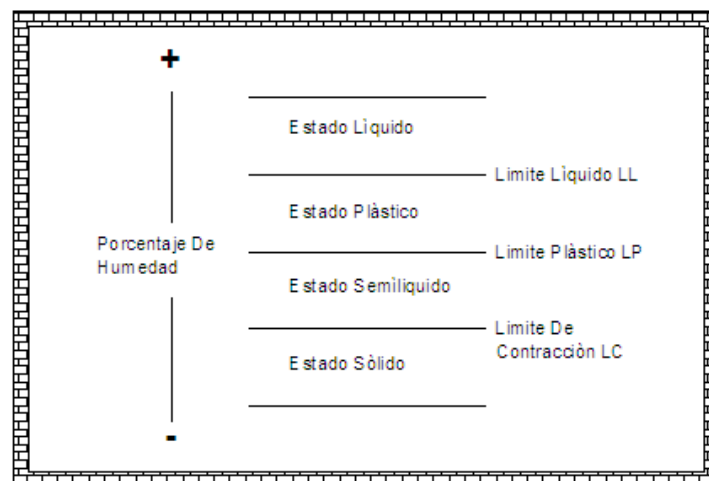 +
Estado Lìquido
Limite Lìquido LL
Estado Plàstico
Porcentaje De
Humedad
Limite Plàstico LP
Estado Semìliquido
Limite De
Contracciòn LC
Estado Sòlido
-